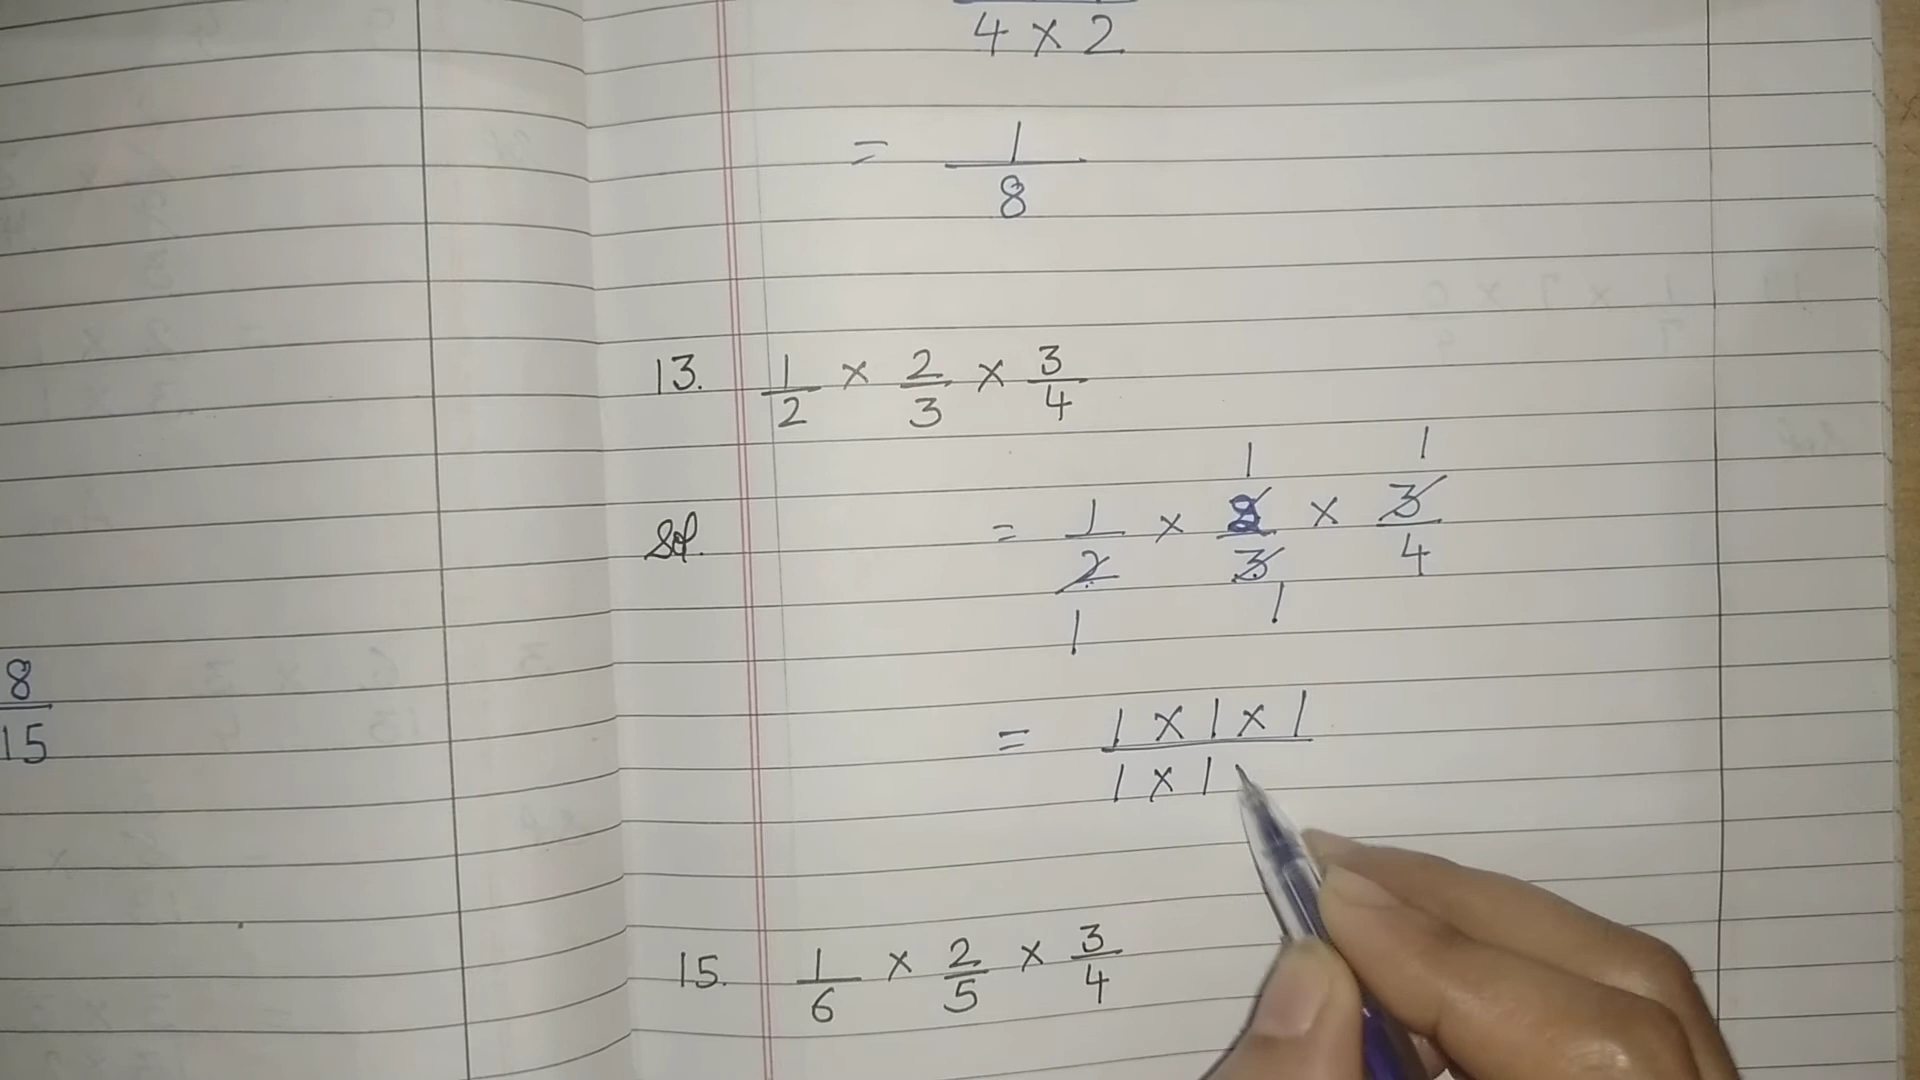 4 × 2
= 1/8
13. 1/2 × 2/3 × 3/4
1 1
Sol. = 1/2 × 2/3 × 3/4
1 1
8/15
= 1 × 1 × 1
1 × 1
15. 1/6 × 2/5 × 3/4